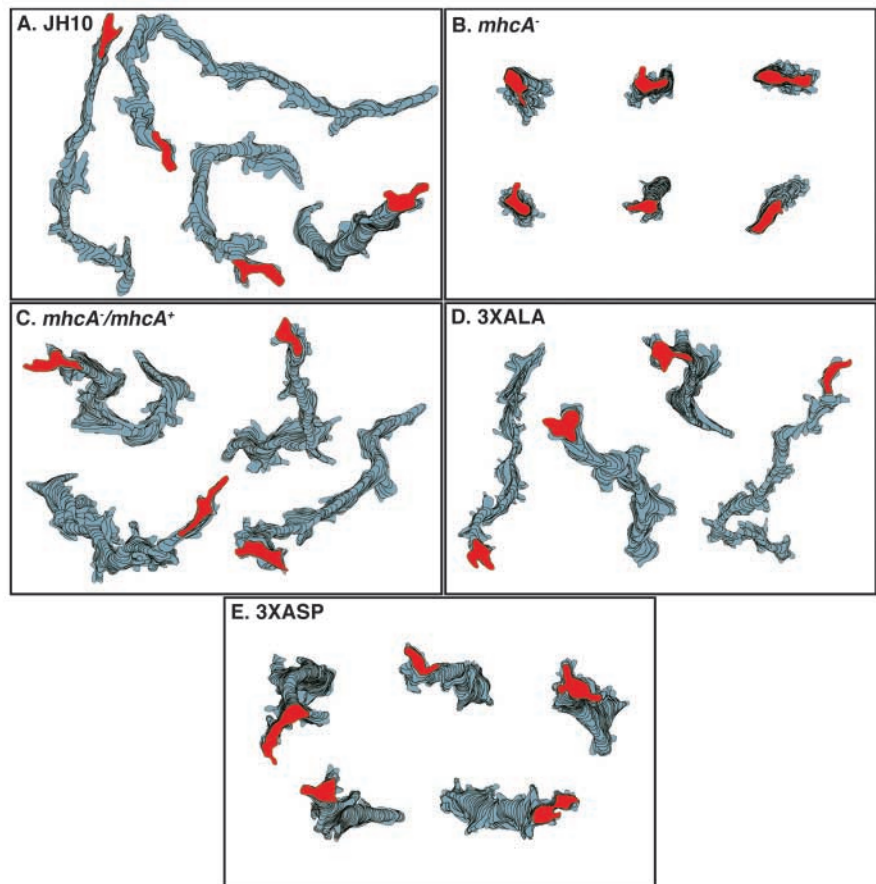 A. JH10
B. mhcA⁻
C. mhcA⁻/mhcA⁺
D. 3XALA
E. 3XASP